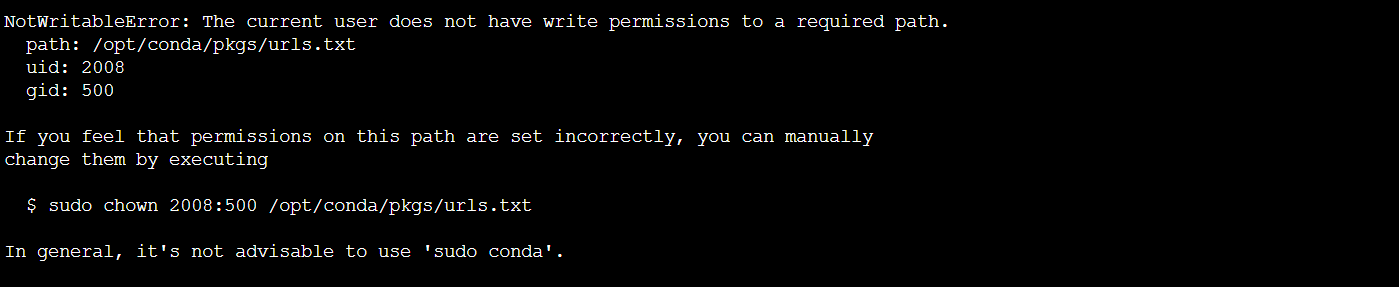 NotWritableError: The current user does not have write permissions to a required path.
  path: /opt/conda/pkgs/urls.txt
  uid: 2008
  gid: 500

If you feel that permissions on this path are set incorrectly, you can manually
change them by executing

  $ sudo chown 2008:500 /opt/conda/pkgs/urls.txt

In general, it's not advisable to use 'sudo conda'.